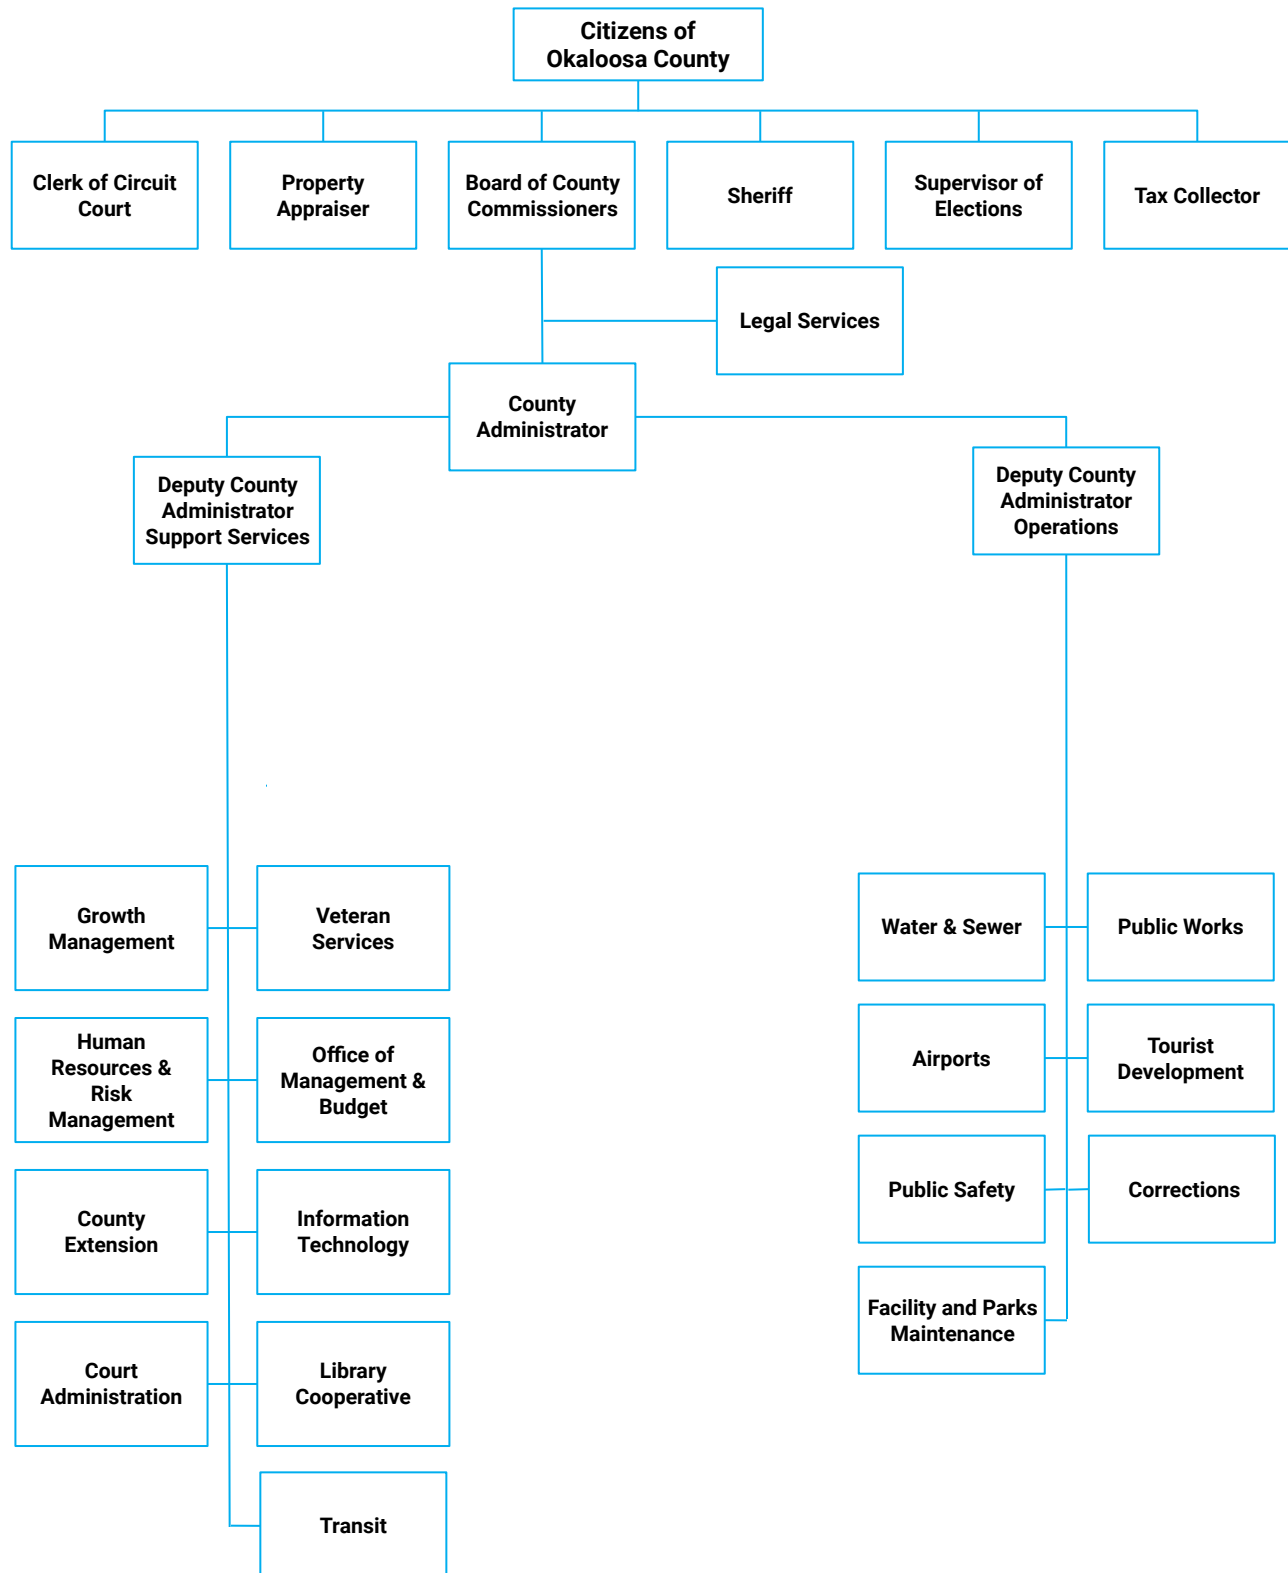 Citizens of
Okaloosa County
Clerk of Circuit
Court
Property
Appraiser
Board of County
Commissioners
Sheriff
Supervisor of
Elections
Tax Collector
Legal Services
County
Administrator
Deputy County
Administrator
Support Services
Deputy County
Administrator
Operations
Growth
Management
Veteran
Services
Human
Resources &
Risk
Management
Office of
Management &
Budget
County
Extension
Information
Technology
Court
Administration
Library
Cooperative
Transit
Water & Sewer
Public Works
Airports
Tourist
Development
Public Safety
Corrections
Facility and Parks
Maintenance